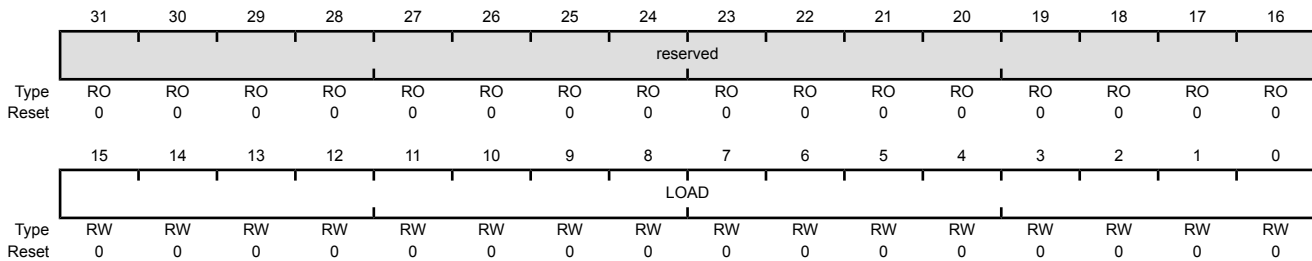 31 30 29 28 27 26 25 24 23 22 21 20 19 18 17 16
reserved
Type RO RO RO RO RO RO RO RO RO RO RO RO RO RO RO RO
Reset 0 0 0 0 0 0 0 0 0 0 0 0 0 0 0 0
15 14 13 12 11 10 9 8 7 6 5 4 3 2 1 0
LOAD
Type RW RW RW RW RW RW RW RW RW RW RW RW RW RW RW RW
Reset 0 0 0 0 0 0 0 0 0 0 0 0 0 0 0 0